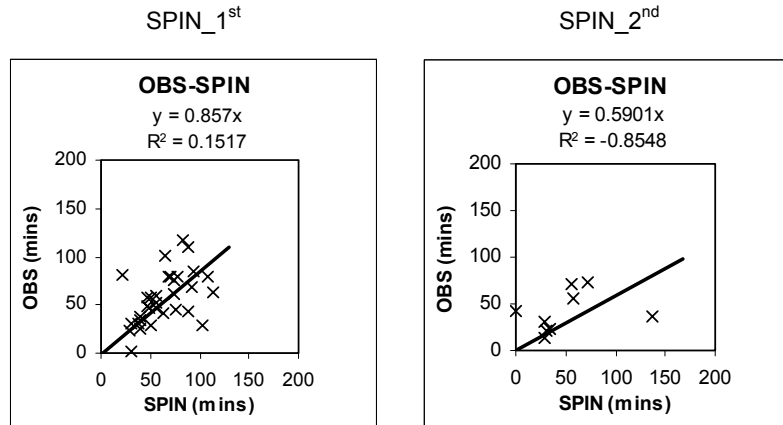 SPIN_1st
OBS-SPIN
y = 0.857x
R² = 0.1517
200
150
100
50
0
OBS (mins)
0 50 100 150 200
SPIN (mins)
SPIN_2nd
OBS-SPIN
y = 0.5901x
R² = -0.8548
200
150
100
50
0
OBS (mins)
0 50 100 150 200
SPIN (mins)